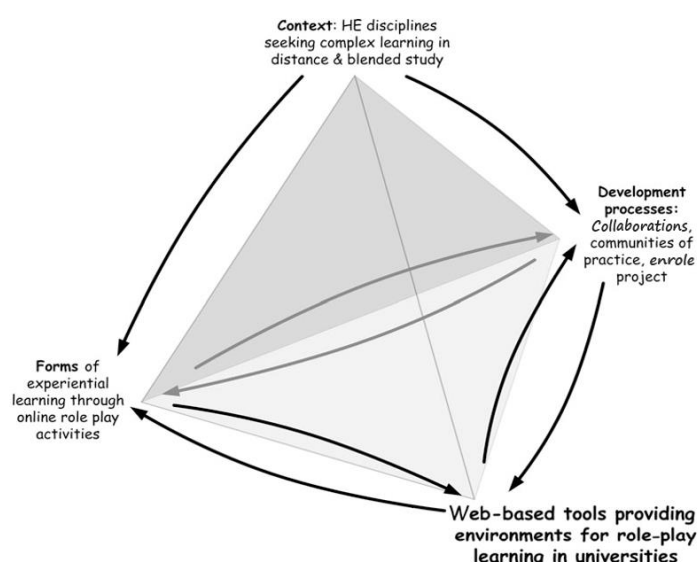 Context: HE disciplines
seeking complex learning in
distance & blended study
Development
processes:
Collaborations,
communities of
practice, enrole
project
Forms of
experiential
learning through
online role play
activities
Web-based tools providing
environments for role-play
learning in universities